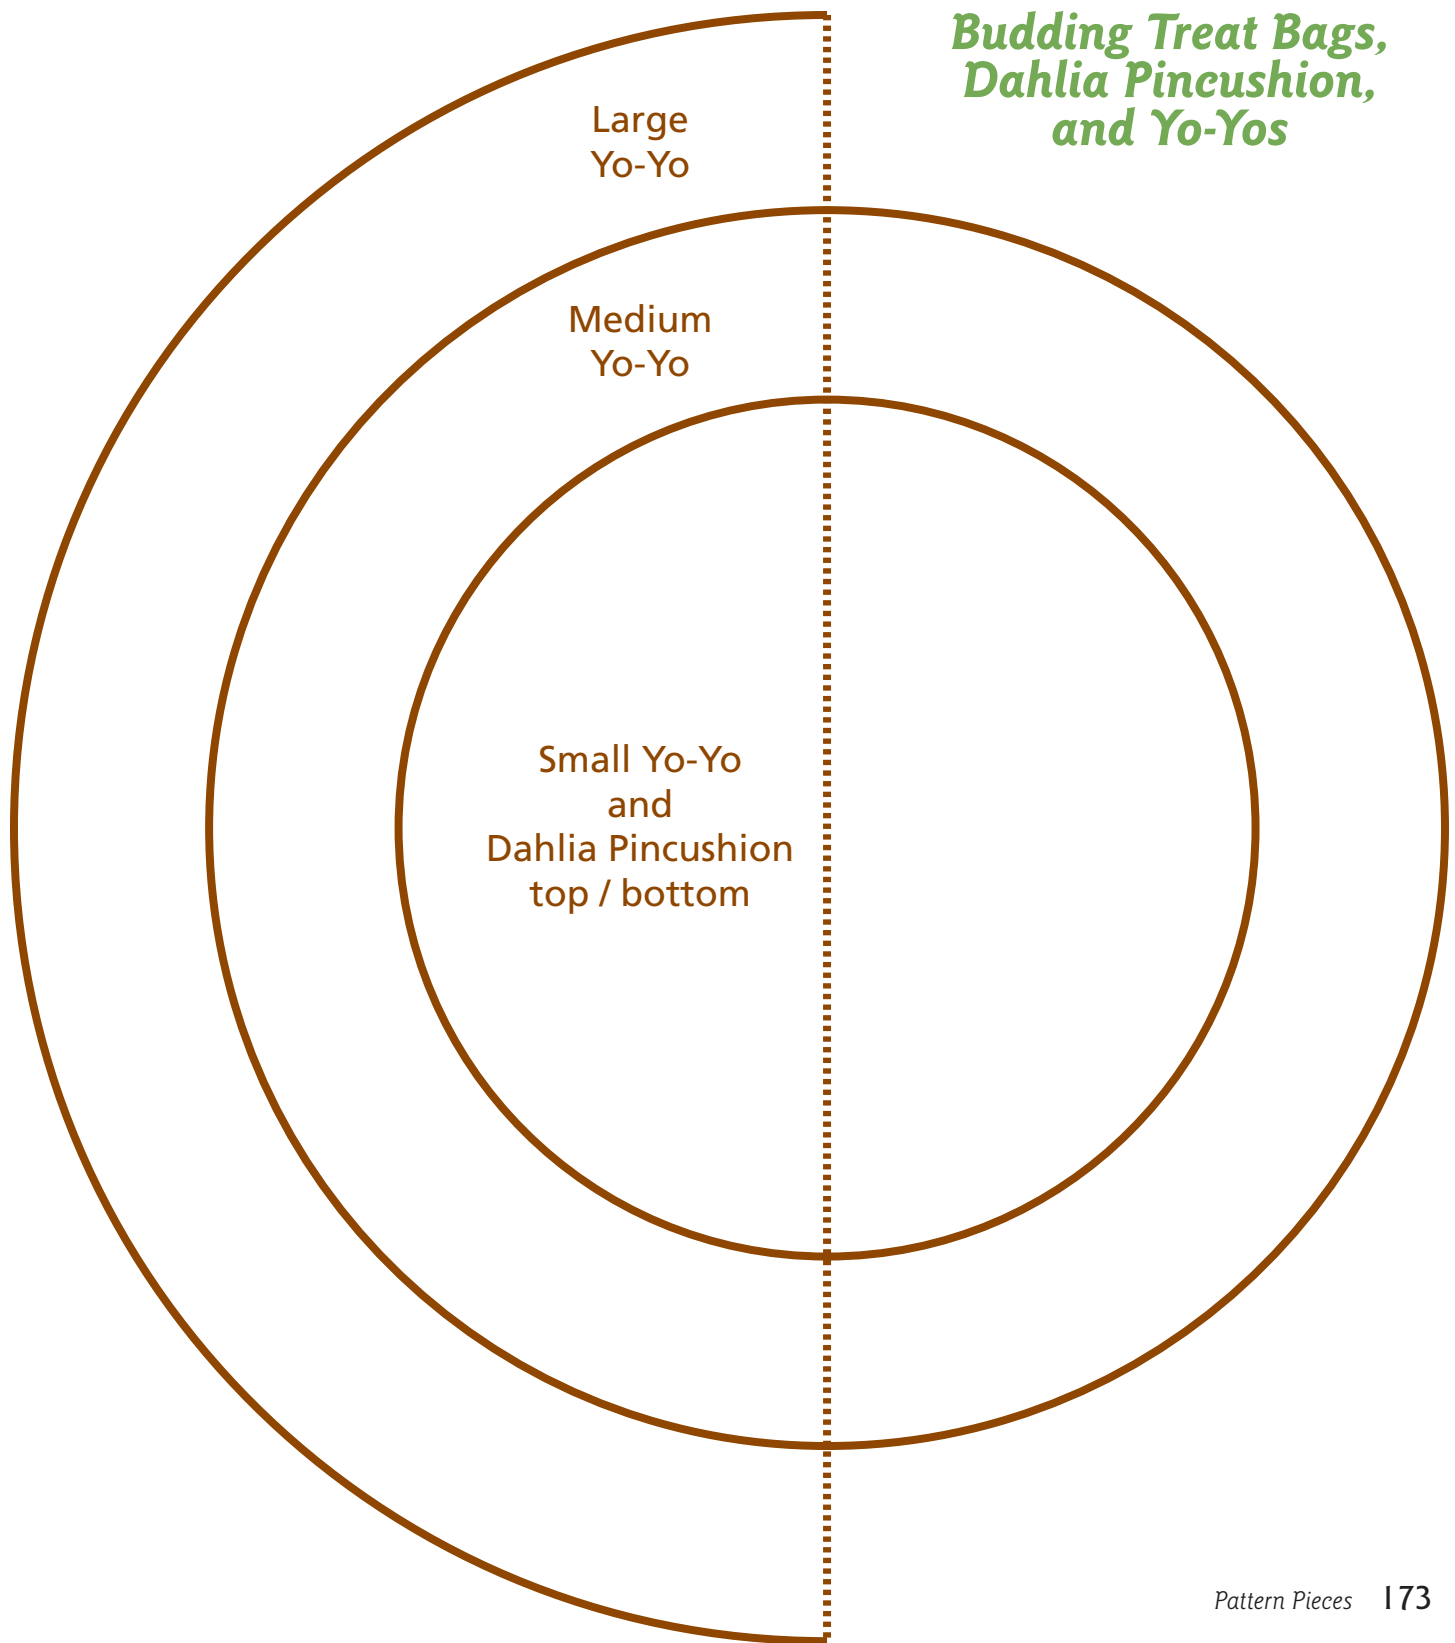 Budding Treat Bags,
Dahlia Pincushion,
and Yo-Yos
Large
Yo-Yo
Medium
Yo-Yo
Small Yo-Yo
and
Dahlia Pincushion
top / bottom
Pattern Pieces 173